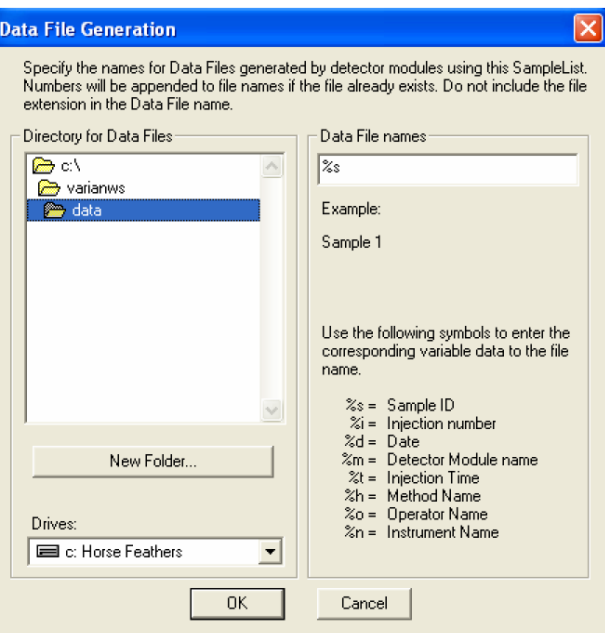 Data File Generation
Specify the names for Data Files generated by detector modules using this SampleList.
Numbers will be appended to file names if the file already exists. Do not include the file
extension in the Data File name.
Directory for Data Files
c:\
varianws
data
New Folder...
Drives:
c: Horse Feathers
Data File names
%s
Example:
Sample 1
Use the following symbols to enter the
corresponding variable data to the file
name.
%s = Sample ID
%i = Injection number
%d = Date
%m = Detector Module name
%t = Injection Time
%h = Method Name
%o = Operator Name
%n = Instrument Name
OK
Cancel